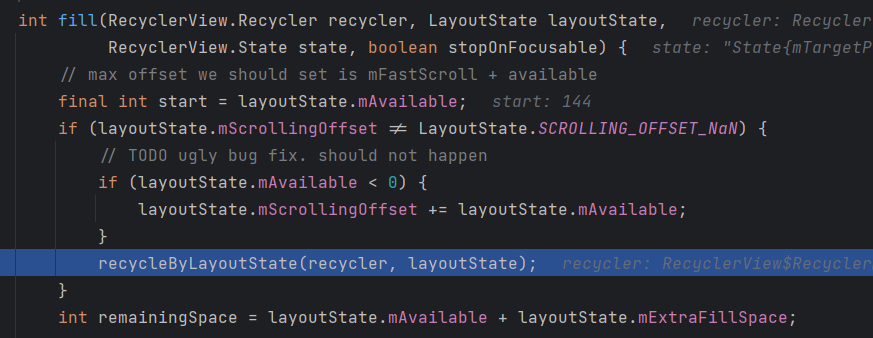 int fill(RecyclerView.Recycler recycler, LayoutState layoutState,   recycler: Recycler
         RecyclerView.State state, boolean stopOnFocusable) {   state: "State{mTargetP
    // max offset we should set is mFastScroll + available
    final int start = layoutState.mAvailable;   start: 144
    if (layoutState.mScrollingOffset != LayoutState.SCROLLING_OFFSET_NaN) {
        // TODO ugly bug fix. should not happen
        if (layoutState.mAvailable < 0) {
            layoutState.mScrollingOffset += layoutState.mAvailable;
        }
        recycleByLayoutState(recycler, layoutState);   recycler: RecyclerView$Recycler
    }
    int remainingSpace = layoutState.mAvailable + layoutState.mExtraFillSpace;